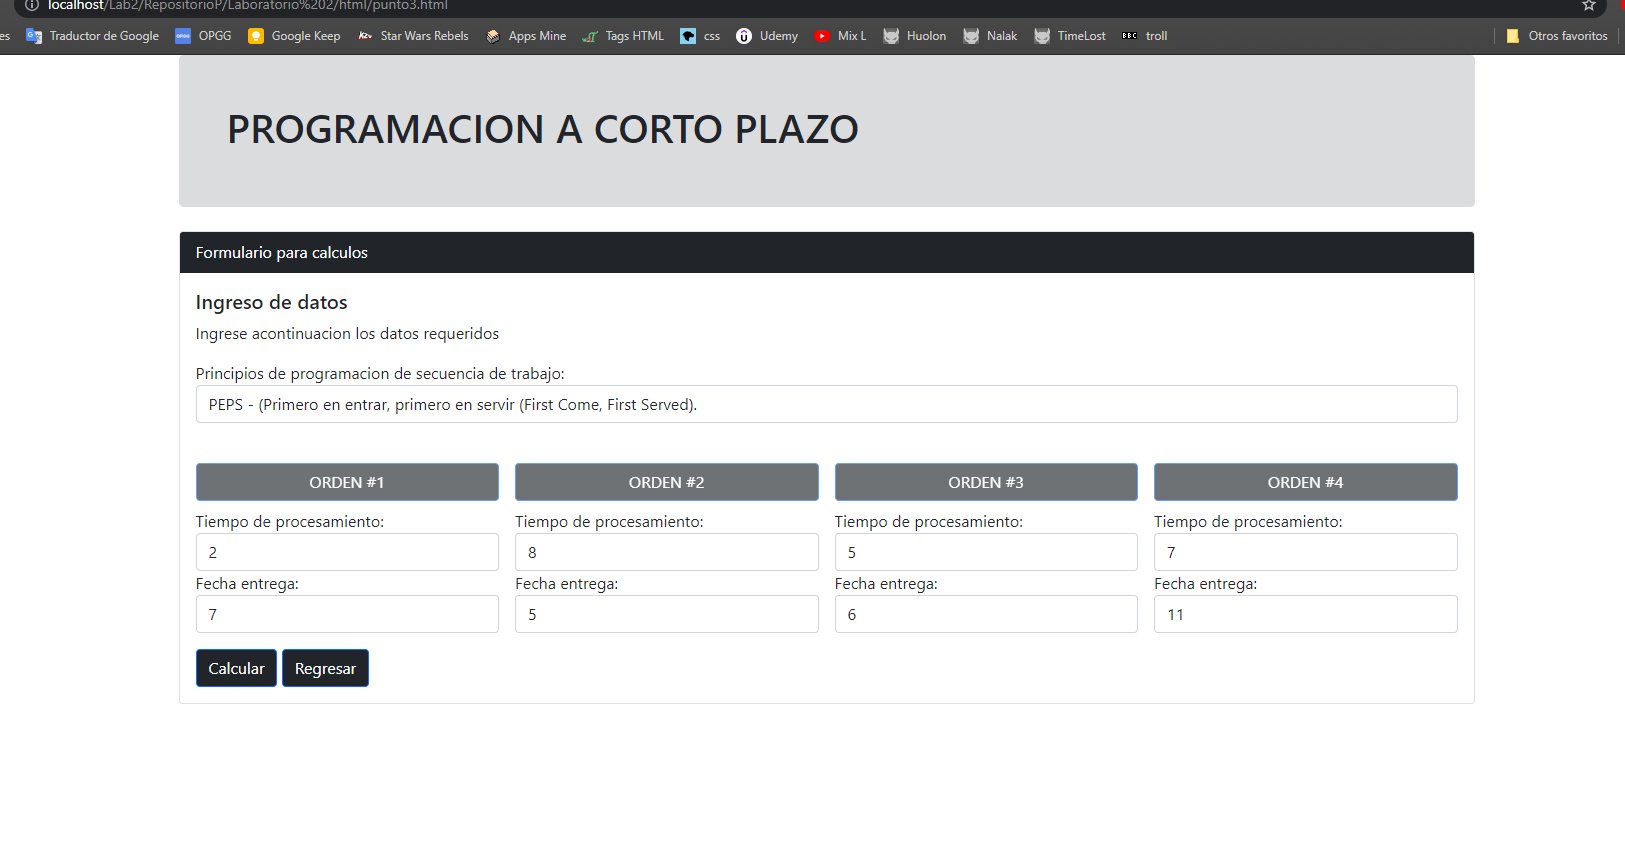 localhost/Lab2/RepositorioP/Laboratorio%202/html/punto3.html
es Traductor de Google OPGG Google Keep Star Wars Rebels Apps Mine Tags HTML css Udemy Mix L Huolon Nalak TimeLost BBC troll Otros favoritos
PROGRAMACION A CORTO PLAZO
Formulario para calculos
Ingreso de datos
Ingrese acontinuacion los datos requeridos
Principios de programacion de secuencia de trabajo:
PEPS - (Primero en entrar, primero en servir (First Come, First Served).
ORDEN #1 ORDEN #2 ORDEN #3 ORDEN #4
Tiempo de procesamiento: Tiempo de procesamiento: Tiempo de procesamiento: Tiempo de procesamiento:
2 8 5 7
Fecha entrega: Fecha entrega: Fecha entrega: Fecha entrega:
7 5 6 11
Calcular Regresar